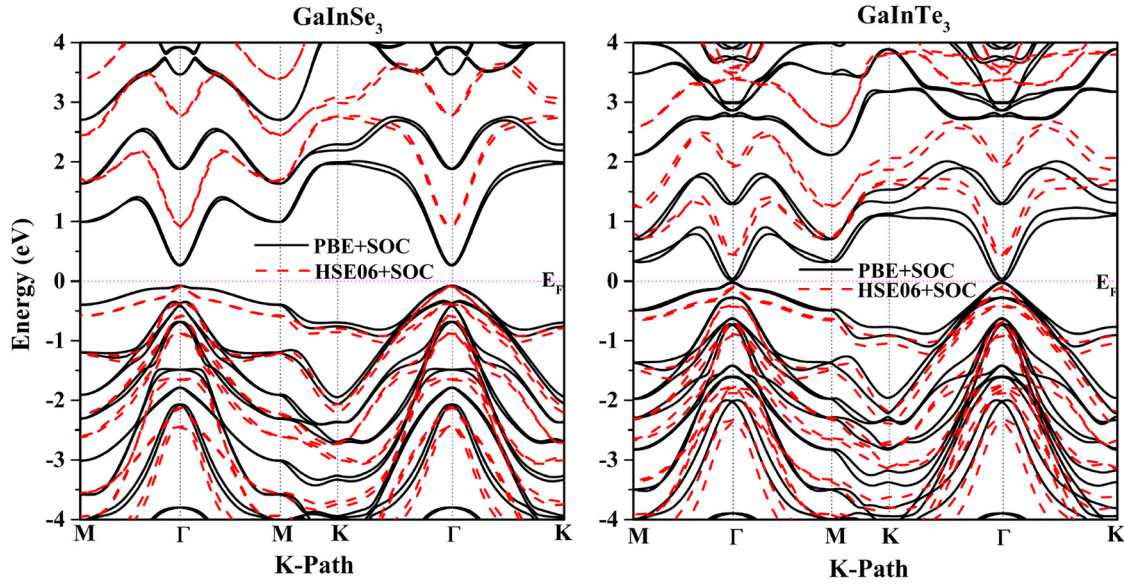 GaInSe3
GaInTe3
4
3
2
1
0
-1
-2
-3
-4
Energy (eV)
PBE+SOC
HSE06+SOC
EF
M
Γ
M
K
Γ
K
K-Path
4
3
2
1
0
-1
-2
-3
-4
PBE+SOC
HSE06+SOC
EF
M
Γ
M
K
Γ
K
K-Path